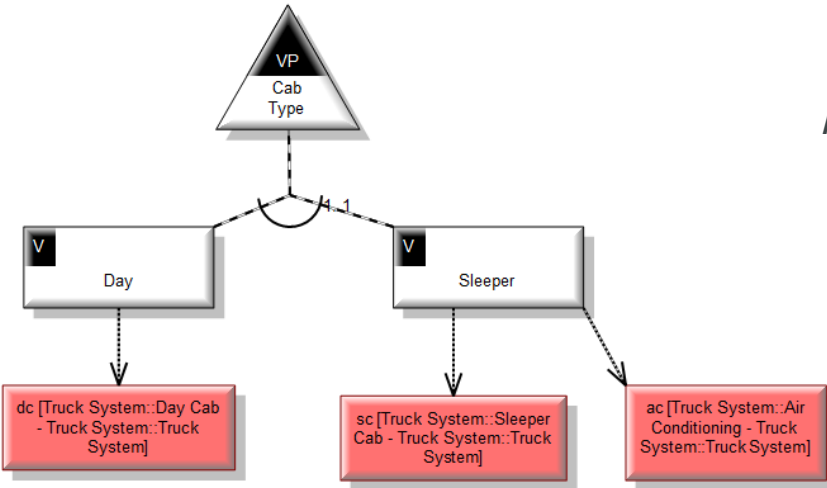 VP
Cab
Type
1..1
V
Day
V
Sleeper
dc [Truck System::Day Cab
- Truck System::Truck
System]
sc [Truck System::Sleeper
Cab - Truck System::Truck
System]
ac [Truck System::Air
Conditioning - Truck
System::Truck System]